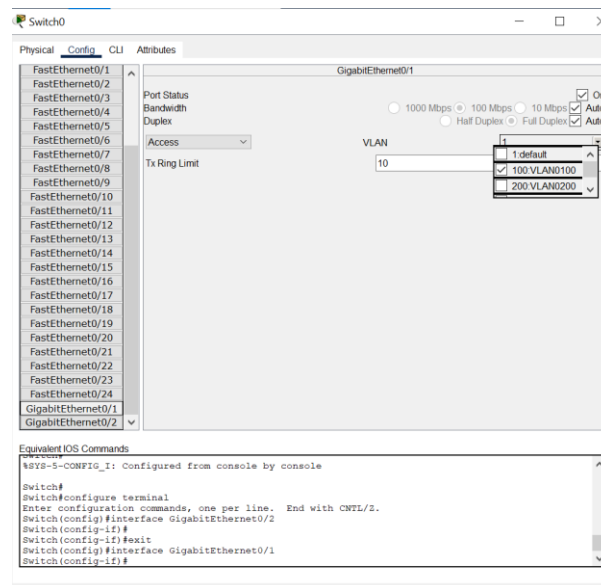 Switch0
Physical Config CLI Attributes
FastEthernet0/1
FastEthernet0/2
FastEthernet0/3
FastEthernet0/4
FastEthernet0/5
FastEthernet0/6
FastEthernet0/7
FastEthernet0/8
FastEthernet0/9
FastEthernet0/10
FastEthernet0/11
FastEthernet0/12
FastEthernet0/13
FastEthernet0/14
FastEthernet0/15
FastEthernet0/16
FastEthernet0/17
FastEthernet0/18
FastEthernet0/19
FastEthernet0/20
FastEthernet0/21
FastEthernet0/22
FastEthernet0/23
FastEthernet0/24
GigabitEthernet0/1
GigabitEthernet0/2
GigabitEthernet0/1
Port Status
Bandwidth 1000 Mbps 100 Mbps 10 Mbps
Duplex Half Duplex Full Duplex
Access VLAN 1
1:default
Tx Ring Limit 10
100:VLAN0100
200:VLAN0200
Equivalent IOS Commands
%SYS-5-CONFIG_I: Configured from console by console
Switch#
Switch#configure terminal
Enter configuration commands, one per line. End with CNTL/Z.
Switch(config)#interface GigabitEthernet0/2
Switch(config-if)#
Switch(config-if)#exit
Switch(config)#interface GigabitEthernet0/1
Switch(config-if)#